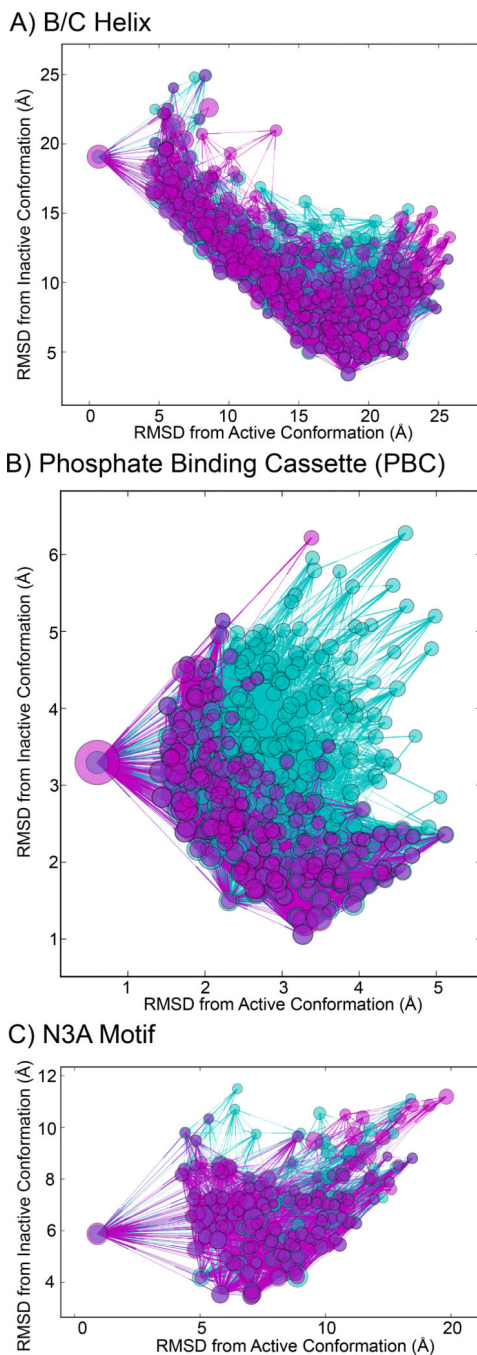 A) B/C Helix
RMSD from Inactive Conformation (Å)
25
20
15
10
5
0 5 10 15 20 25
RMSD from Active Conformation (Å)
B) Phosphate Binding Cassette (PBC)
RMSD from Inactive Conformation (Å)
6
5
4
3
2
1
1 2 3 4 5
RMSD from Active Conformation (Å)
C) N3A Motif
RMSD from Inactive Conformation (Å)
12
10
8
6
4
0 5 10 20
RMSD from Active Conformation (Å)